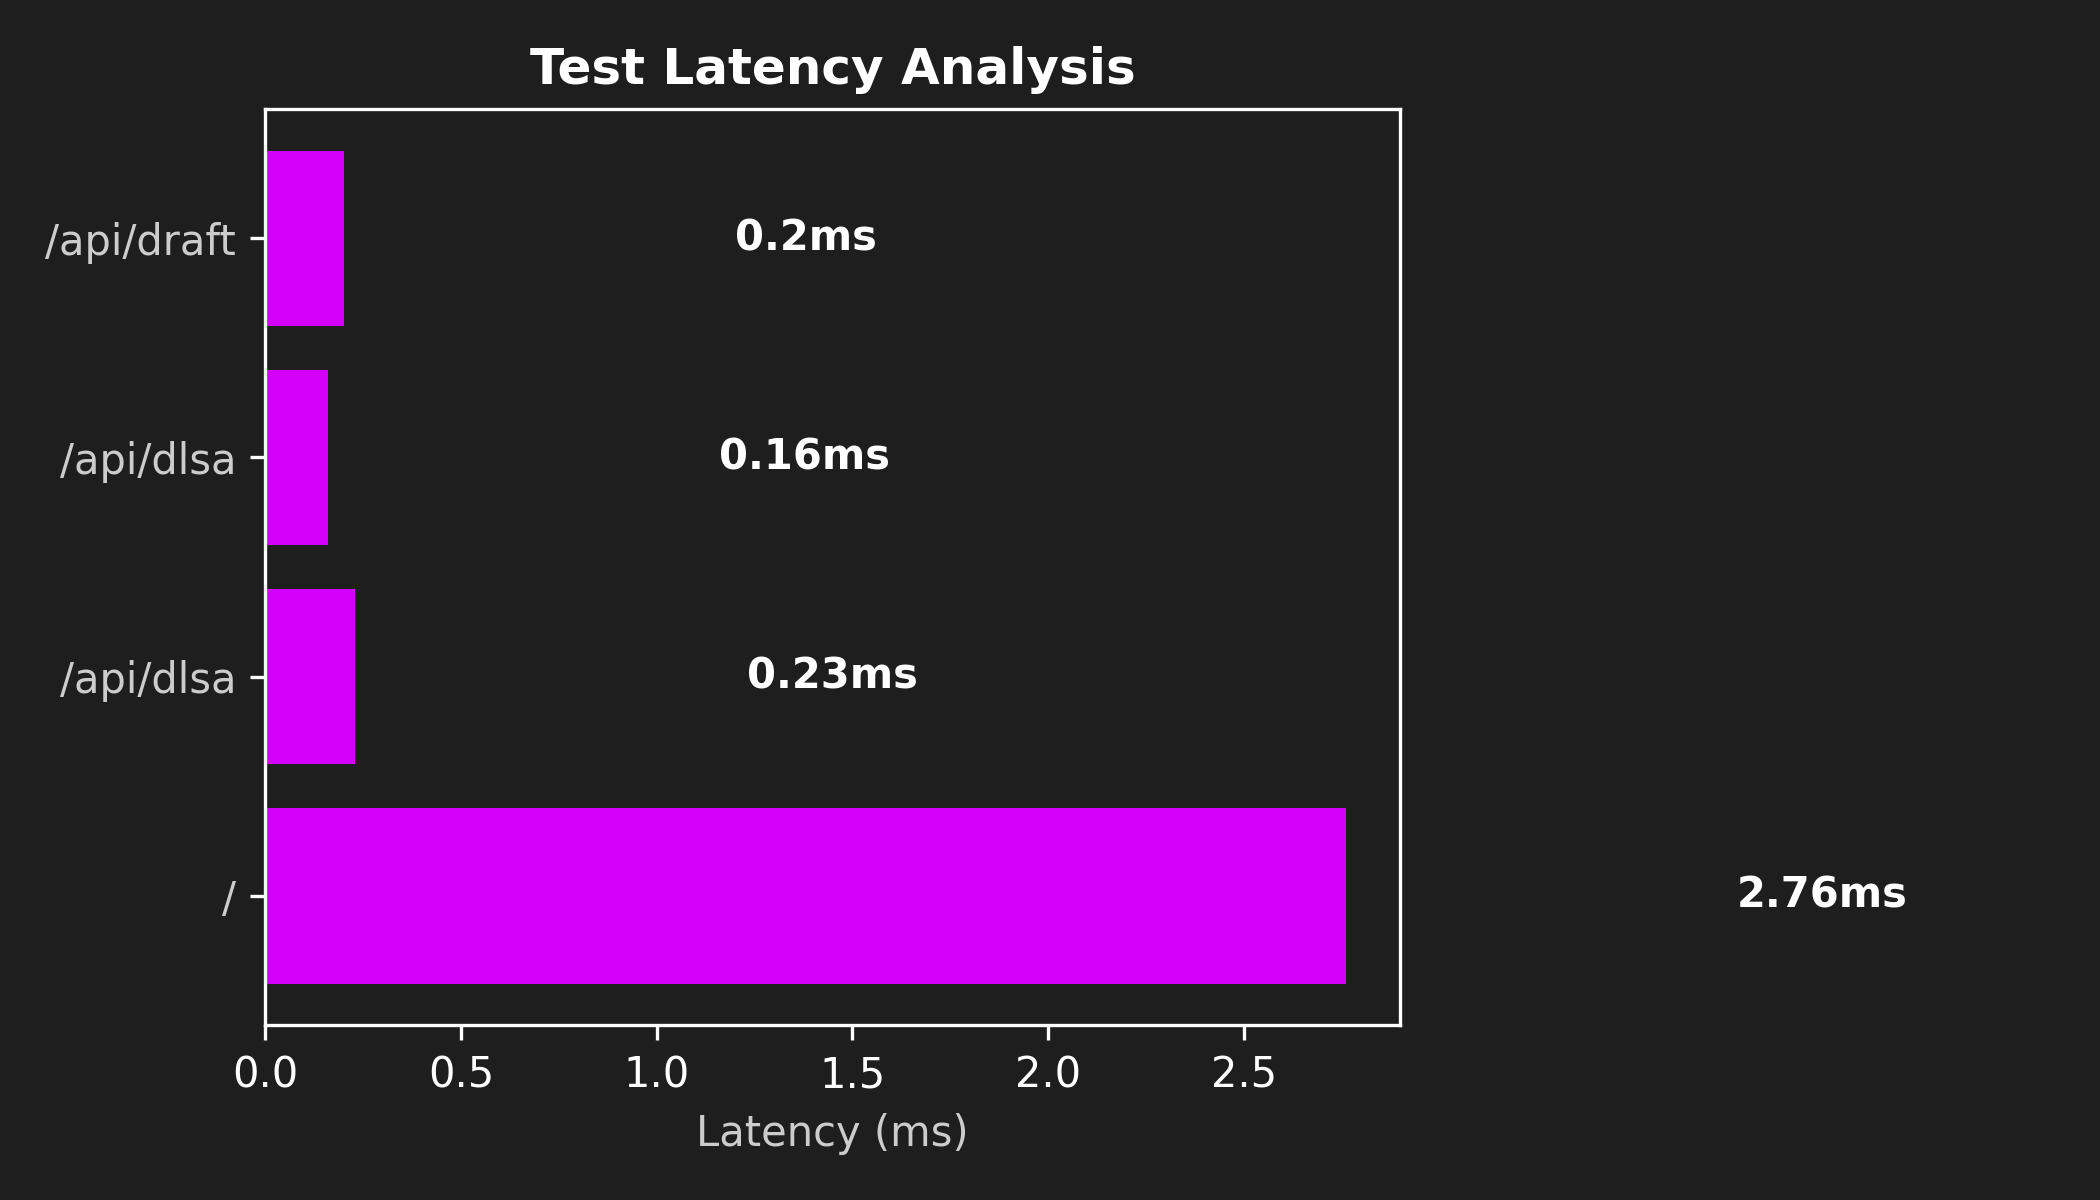 Test Latency Analysis
/api/draft
0.2ms
/api/dlsa
0.16ms
/api/dlsa
0.23ms
/
2.76ms
0.0 0.5 1.0 1.5 2.0 2.5
Latency (ms)